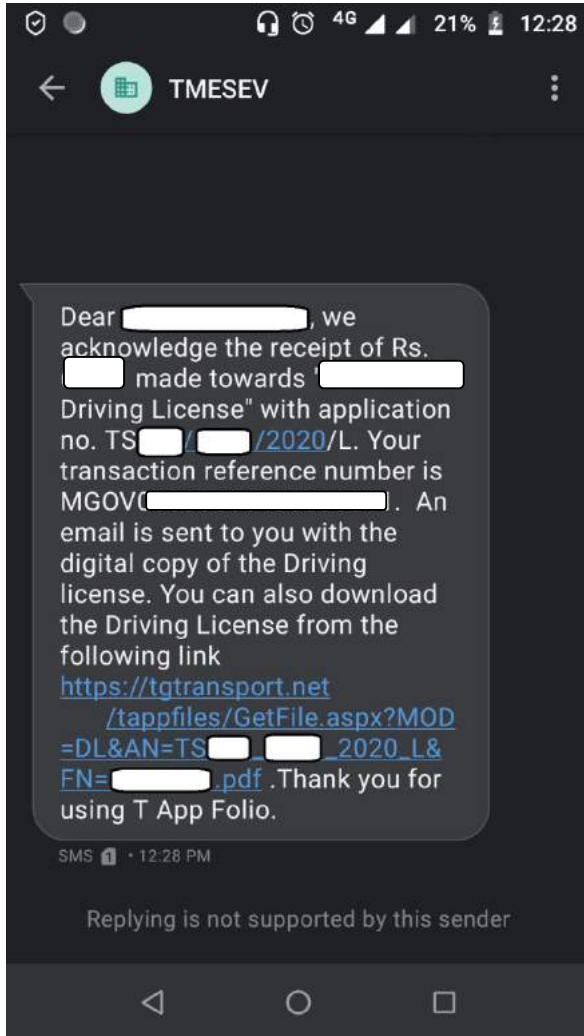 4G 21% 12:28
TMESEV
Dear , we
acknowledge the receipt of Rs.
made towards "
Driving License" with application
no. TS / /2020/L. Your
transaction reference number is
MGOV . An
email is sent to you with the
digital copy of the Driving
license. You can also download
the Driving License from the
following link
https://tgtransport.net
/tappfiles/GetFile.aspx?MOD
=DL&AN=TS _ _2020_L&
FN= .pdf .Thank you for
using T App Folio.
SMS 1 • 12:28 PM
Replying is not supported by this sender